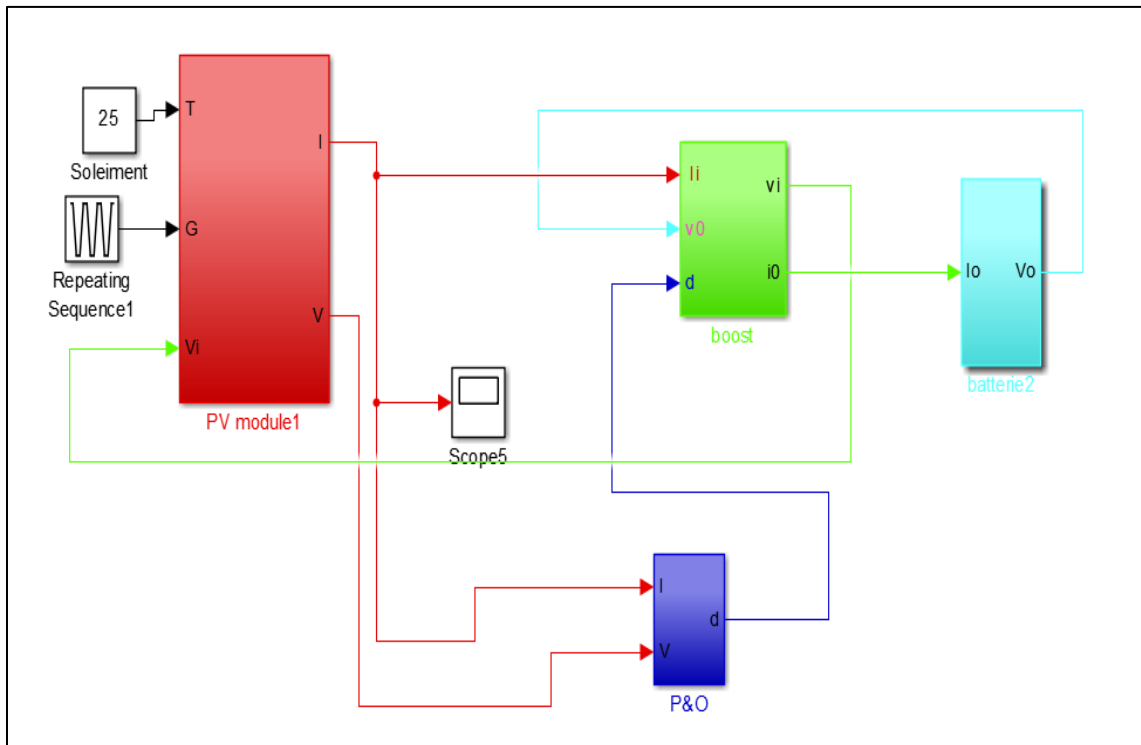 25
Soleiment
Repeating
Sequence1
T
G
Vi
I
V
PV module1
Scope5
Ii
v0
d
vi
i0
boost
Io
Vo
batterie2
I
V
d
P&O